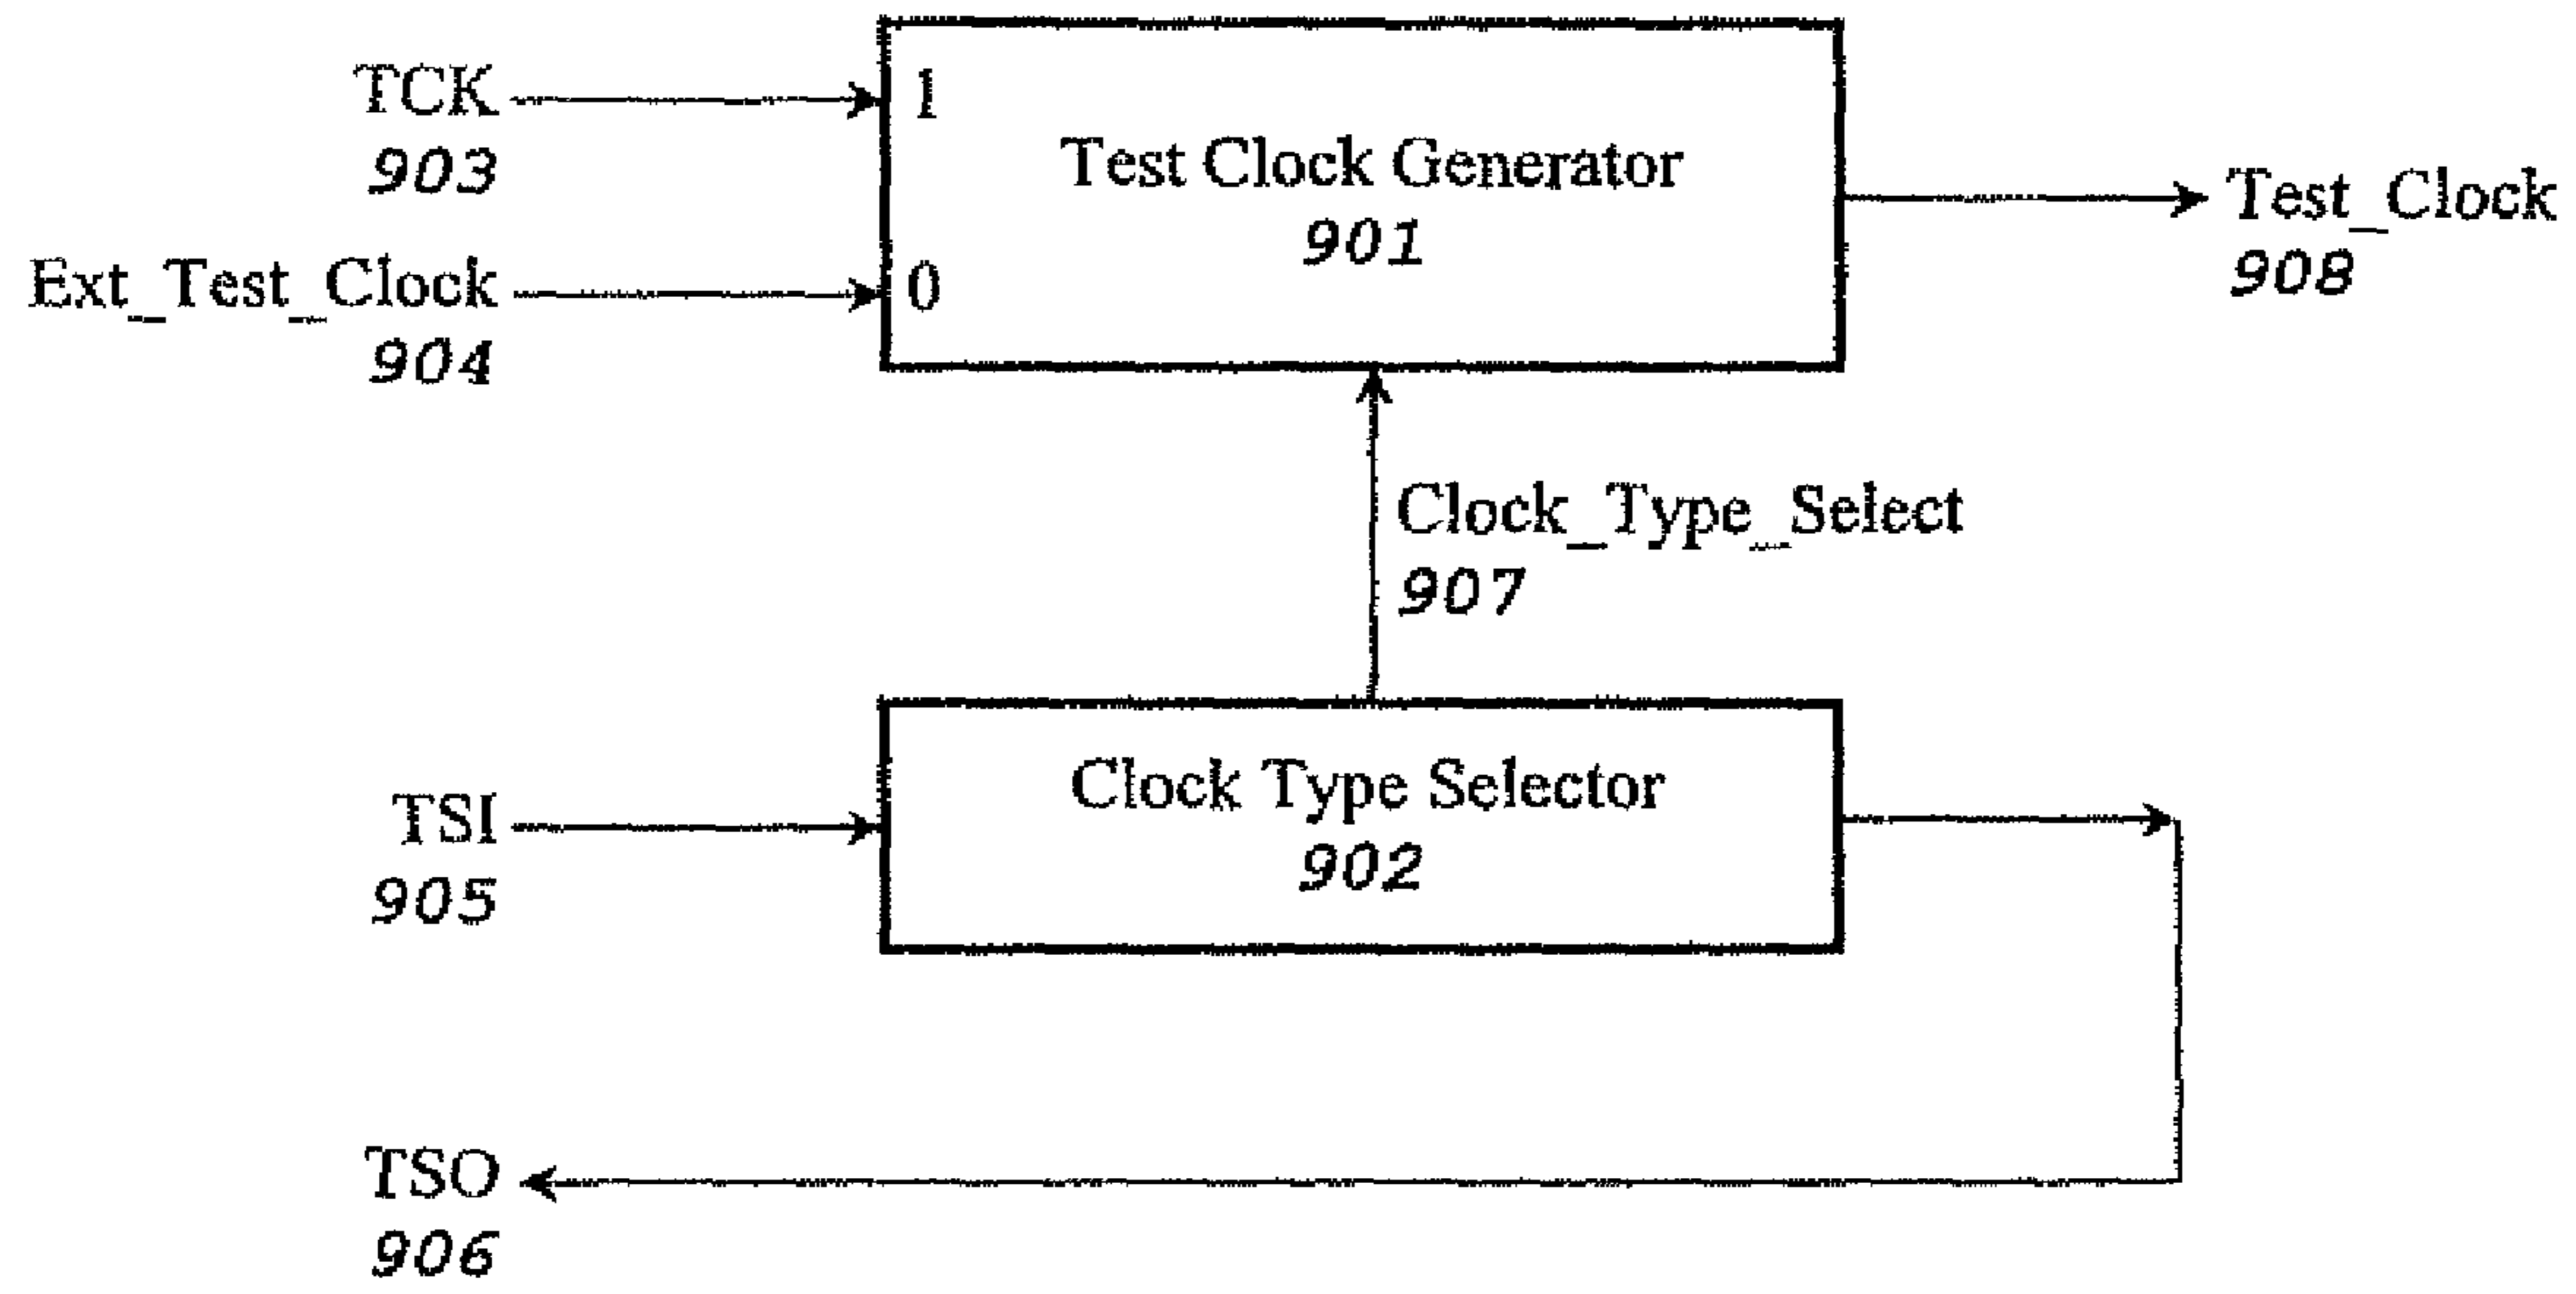 TCK
903
1
Test Clock Generator
901
Ext_Test_Clock
904
0
Test_Clock
908
Clock_Type_Select
907
TSI
905
Clock Type Selector
902
TSO
906